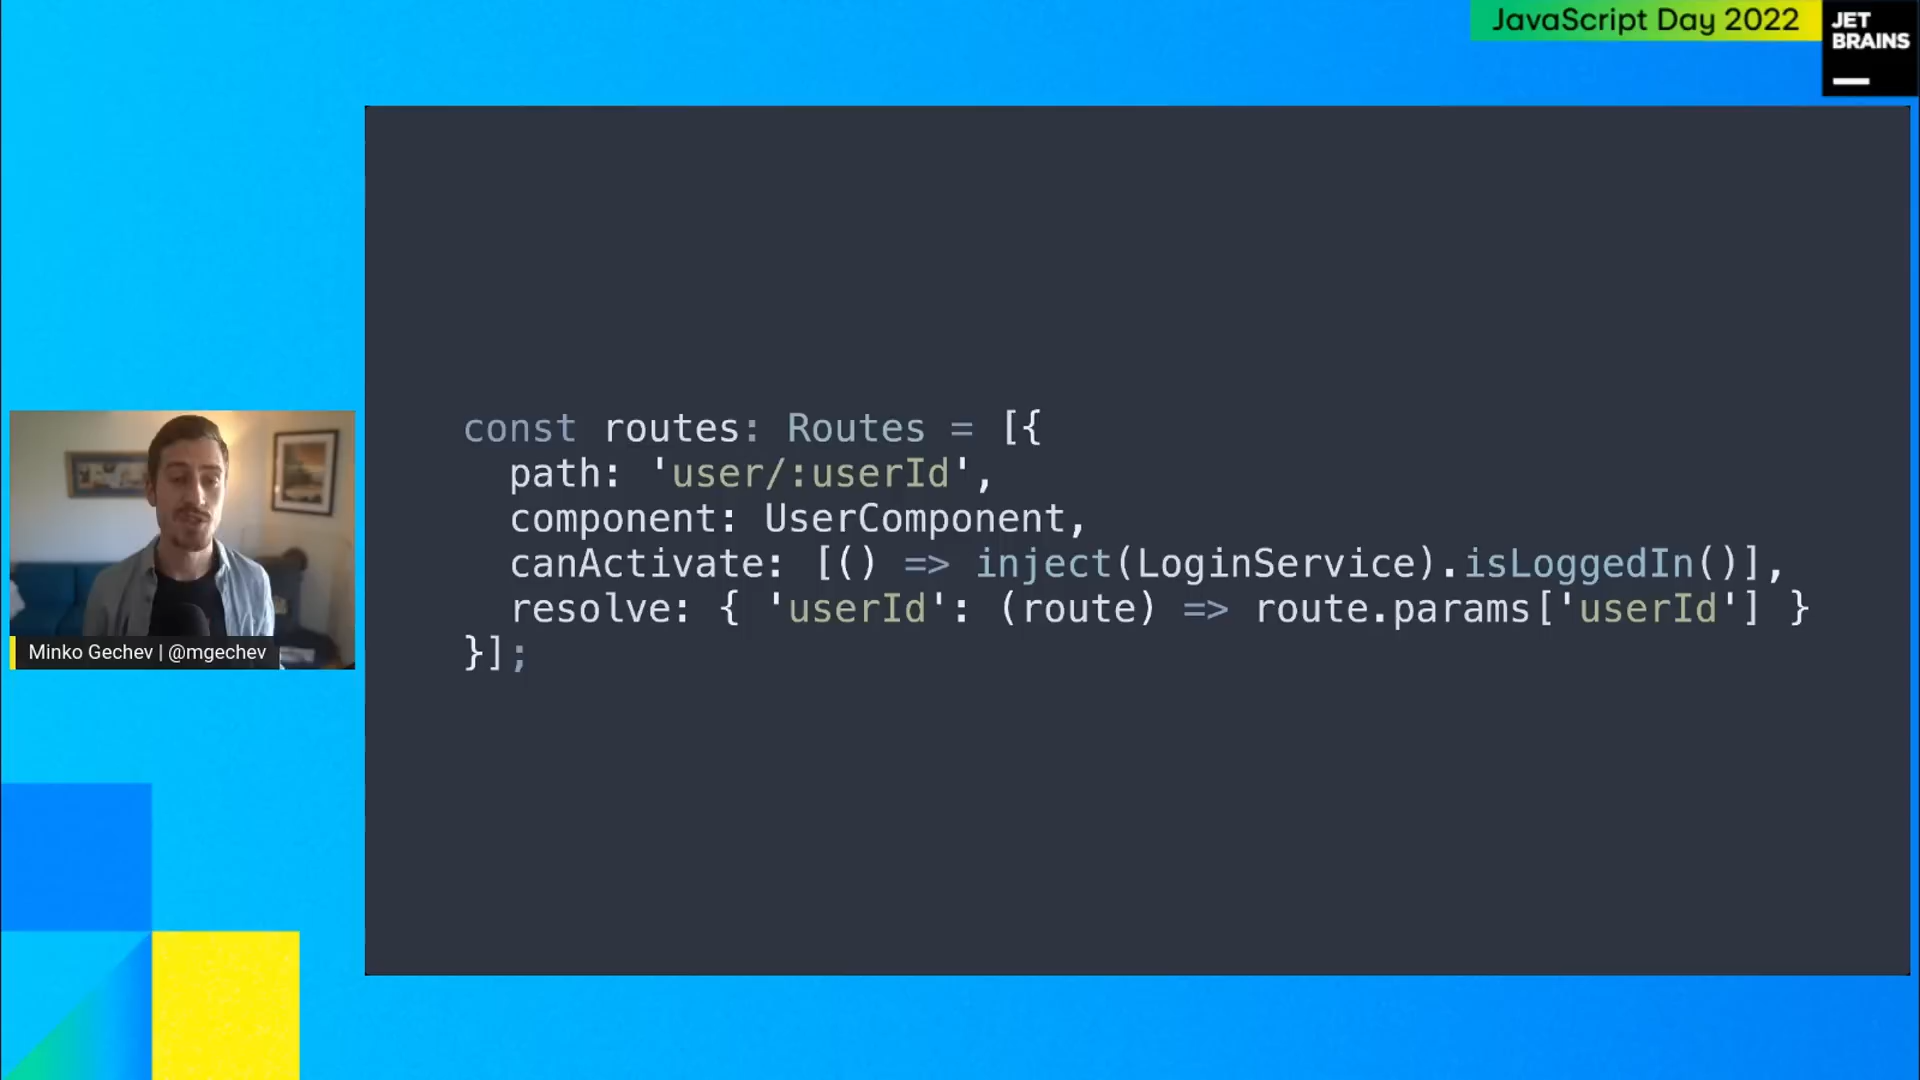 JavaScript Day 2022
JET
BRAINS
const routes: Routes = [{
  path: 'user/:userId',
  component: UserComponent,
  canActivate: [() => inject(LoginService).isLoggedIn()],
  resolve: { 'userId': (route) => route.params['userId'] }
}];
Minko Gechev | @mgechev